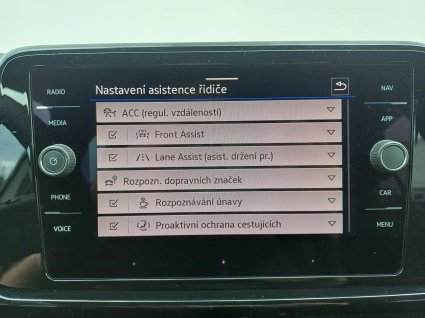 Nastavení asistence řidiče
RADIO
NAV
ACC (regul. vzdálenosti)
MEDIA
APP
Front Assist
Lane Assist (asist. držení pr.)
Rozpozn. dopravních značek
PHONE
CAR
Rozpoznávání únavy
VOICE
MENU
Proaktivní ochrana cestujících